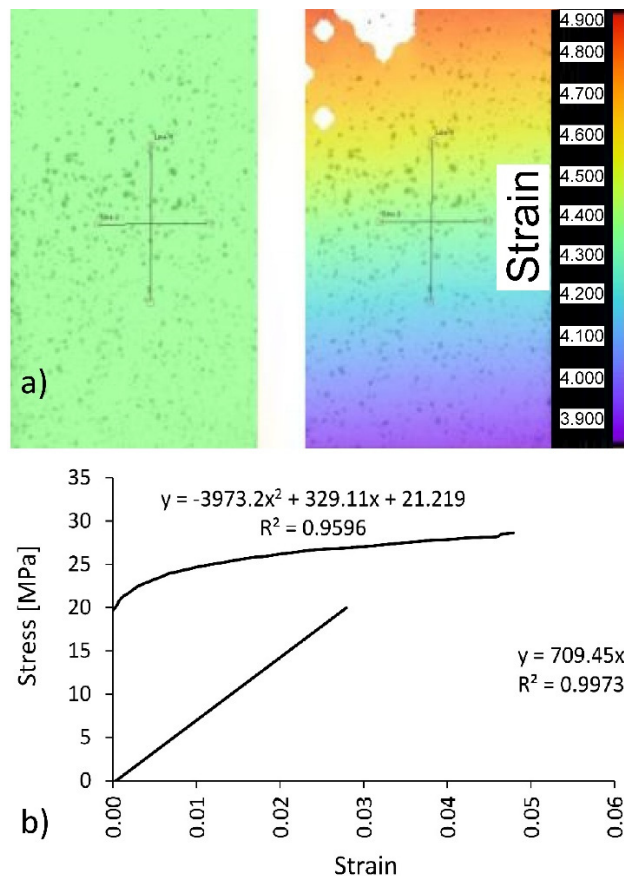 4.900
4.800
4.700
4.600
4.500
4.400
4.300
4.200
4.100
4.000
3.900
Strain
a)
35
30
25
20
15
10
5
0
y = -3973.2x² + 329.11x + 21.219
R² = 0.9596
y = 709.45x
R² = 0.9973
Stress [MPa]
0.00
0.01
0.02
0.03
0.04
0.05
0.06
Strain
b)